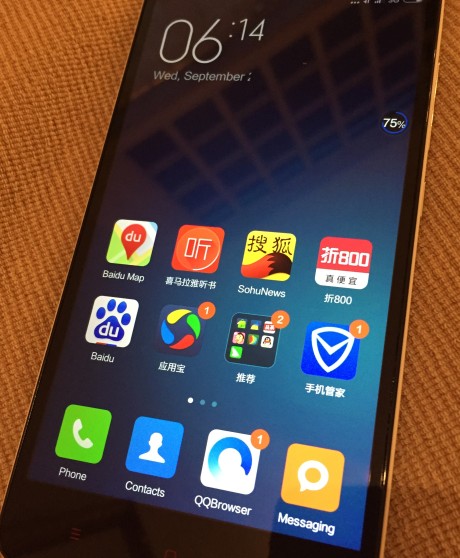 06:14
Wed, September
75%
du
听
搜狐
折800
真便宜
Baidu Map
喜马拉雅听书
SohuNews
折800
du
1
2
1
Baidu
应用宝
推荐
手机管家
1
Phone
Contacts
QQBrowser
Messaging